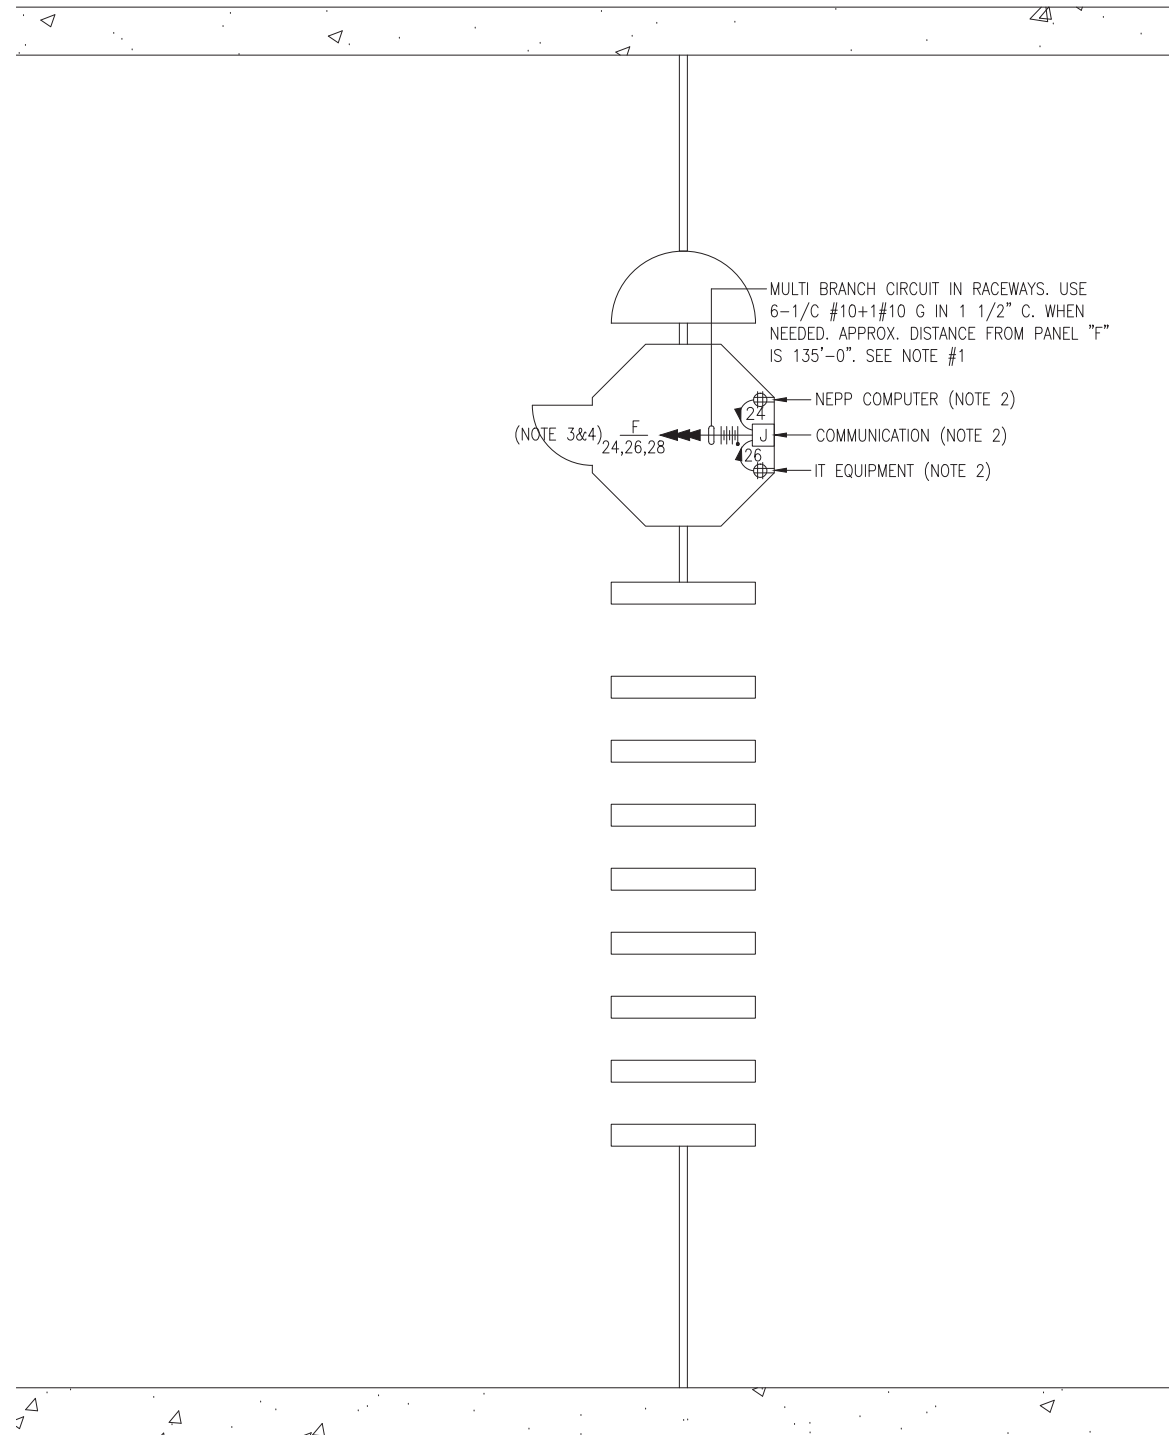 MULTI BRANCH CIRCUIT IN RACEWAYS. USE
6-1/C #10+1#10 G IN 1 1/2" C. WHEN
NEEDED. APPROX. DISTANCE FROM PANEL "F"
IS 135'-0". SEE NOTE #1
NEPP COMPUTER (NOTE 2)
24
(NOTE 3&4)
F
24,26,28
J
COMMUNICATION (NOTE 2)
26
IT EQUIPMENT (NOTE 2)